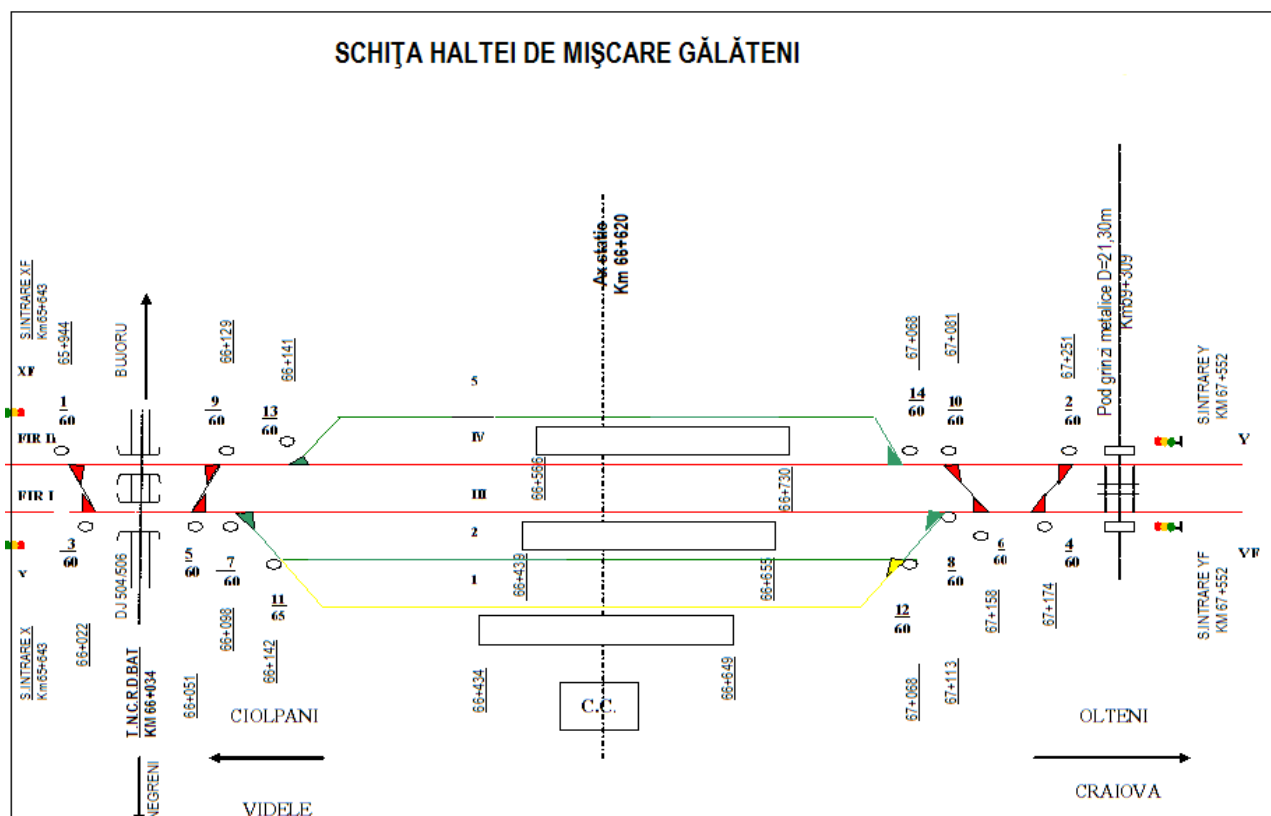 SCHIŢA HALTEI DE MIŞCARE GĂLĂTENI
S.INTRARE XF
Km65+643
65+944
XF
1
60
FIR II
FIR I
3
60
Y
S.INTRARE X
Km65+643
66+022
BUJORU
DJ 504/506
T.N.C.R.D.BAT
KM 66+034
NEGRENI
66+129
9
60
66+141
13
60
5
60
7
60
66+098
66+051
11
65
66+142
CIOLPANI
VIDELE
5
IV
III
2
1
Ax statie
Km 66+620
66+566
66+730
66+439
66+655
66+434
66+649
C.C.
67+068
14
60
67+081
10
60
67+251
2
60
Pod grinzi metalice D=21,30m
Km69+309
S.INTRARE Y
KM 67+552
Y
YF
S.INTRARE YF
KM 67+552
6
60
4
60
8
60
12
60
67+158
67+174
67+068
67+113
OLTENI
CRAIOVA